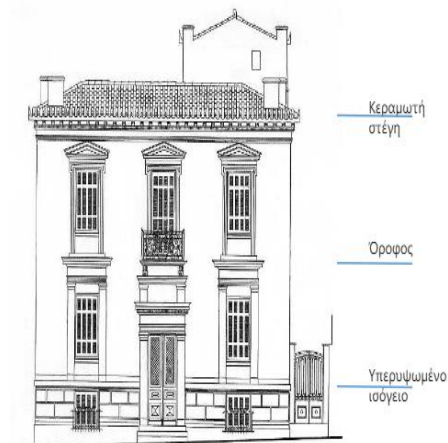 Κεραμωτή
στέγη
Όροφος
Υπερυψωμένο
ισόγειο